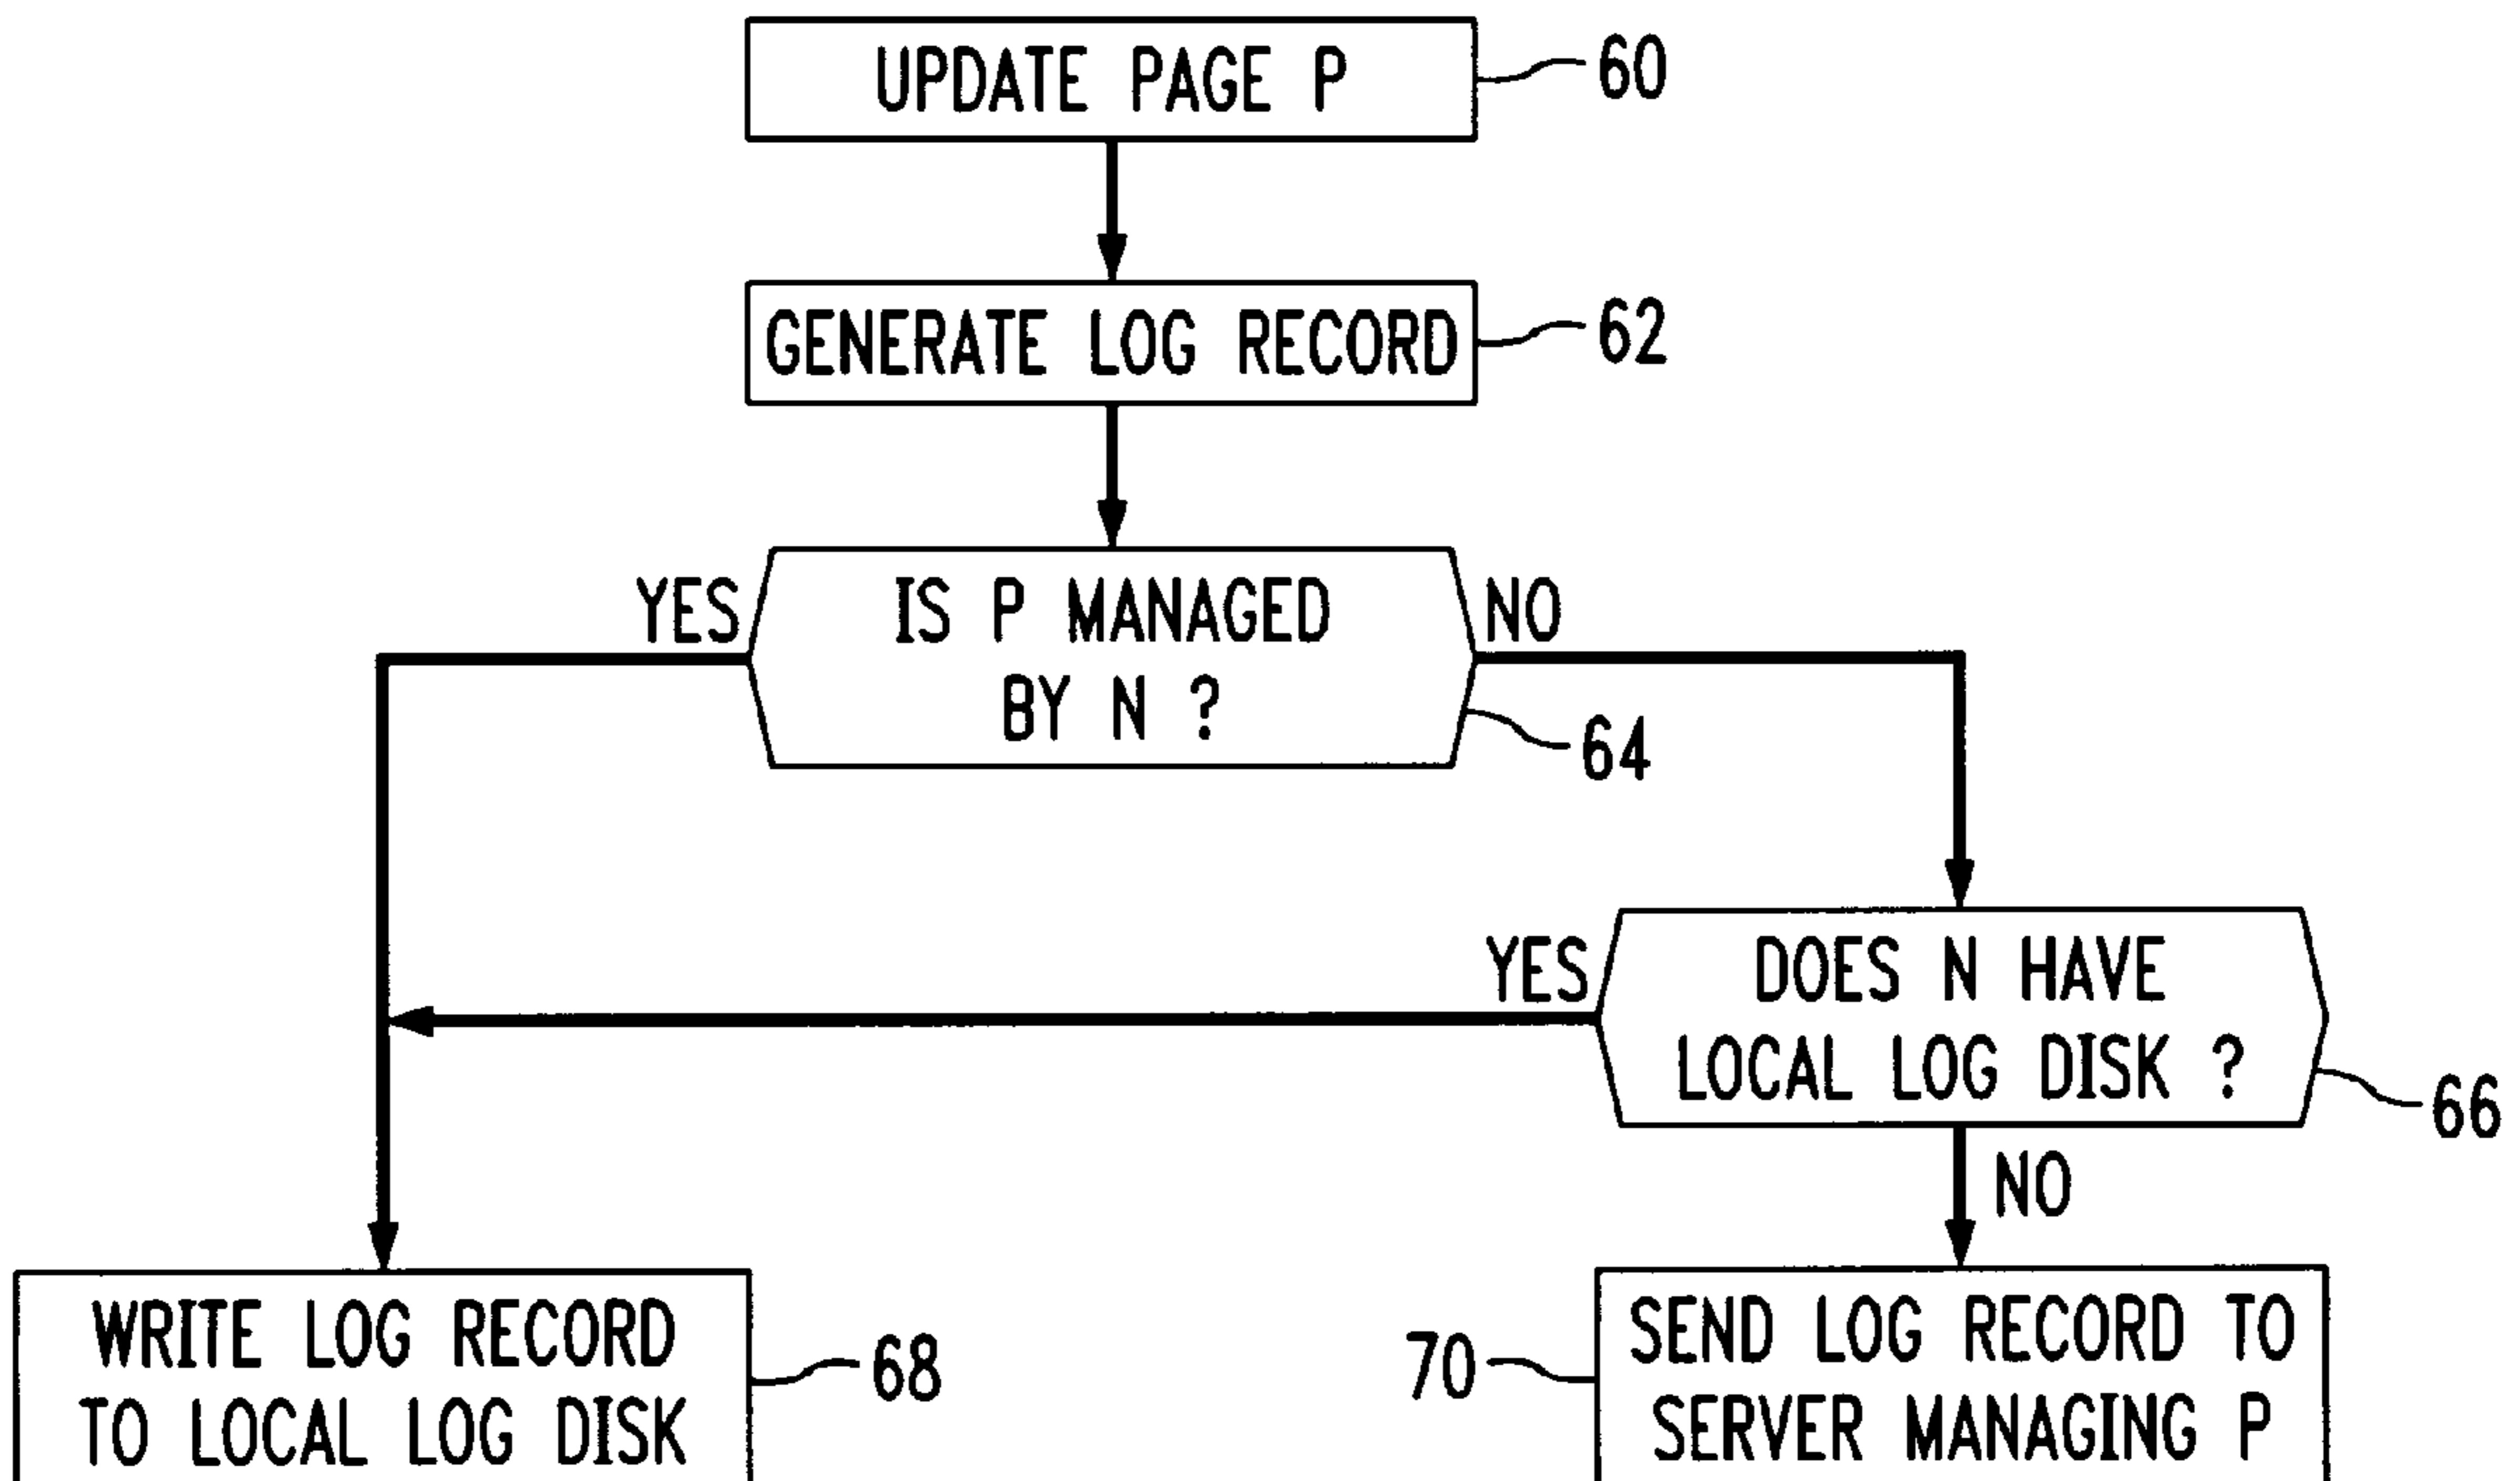 UPDATE PAGE P
60
GENERATE LOG RECORD
62
YES
IS P MANAGED
BY N ?
NO
64
YES
DOES N HAVE
LOCAL LOG DISK ?
66
NO
WRITE LOG RECORD
TO LOCAL LOG DISK
68
70
SEND LOG RECORD TO
SERVER MANAGING P